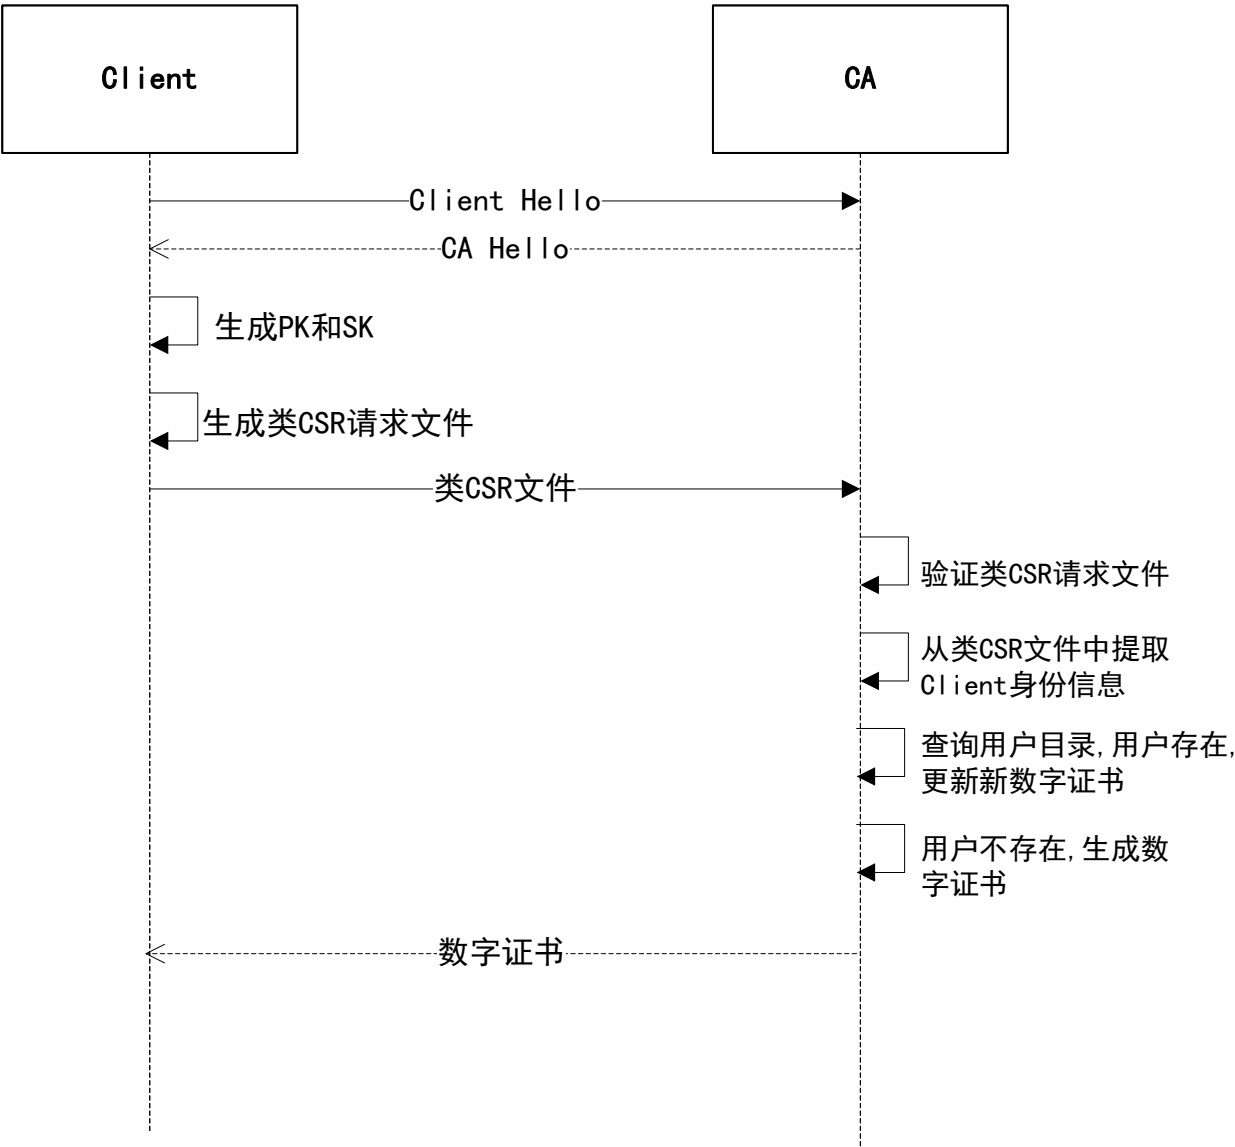 Client
CA
Client Hello
CA Hello
生成PK和SK
生成类CSR请求文件
类CSR文件
验证类CSR请求文件
从类CSR文件中提取
Client身份信息
查询用户目录,用户存在,
更新新数字证书
用户不存在,生成数
字证书
数字证书